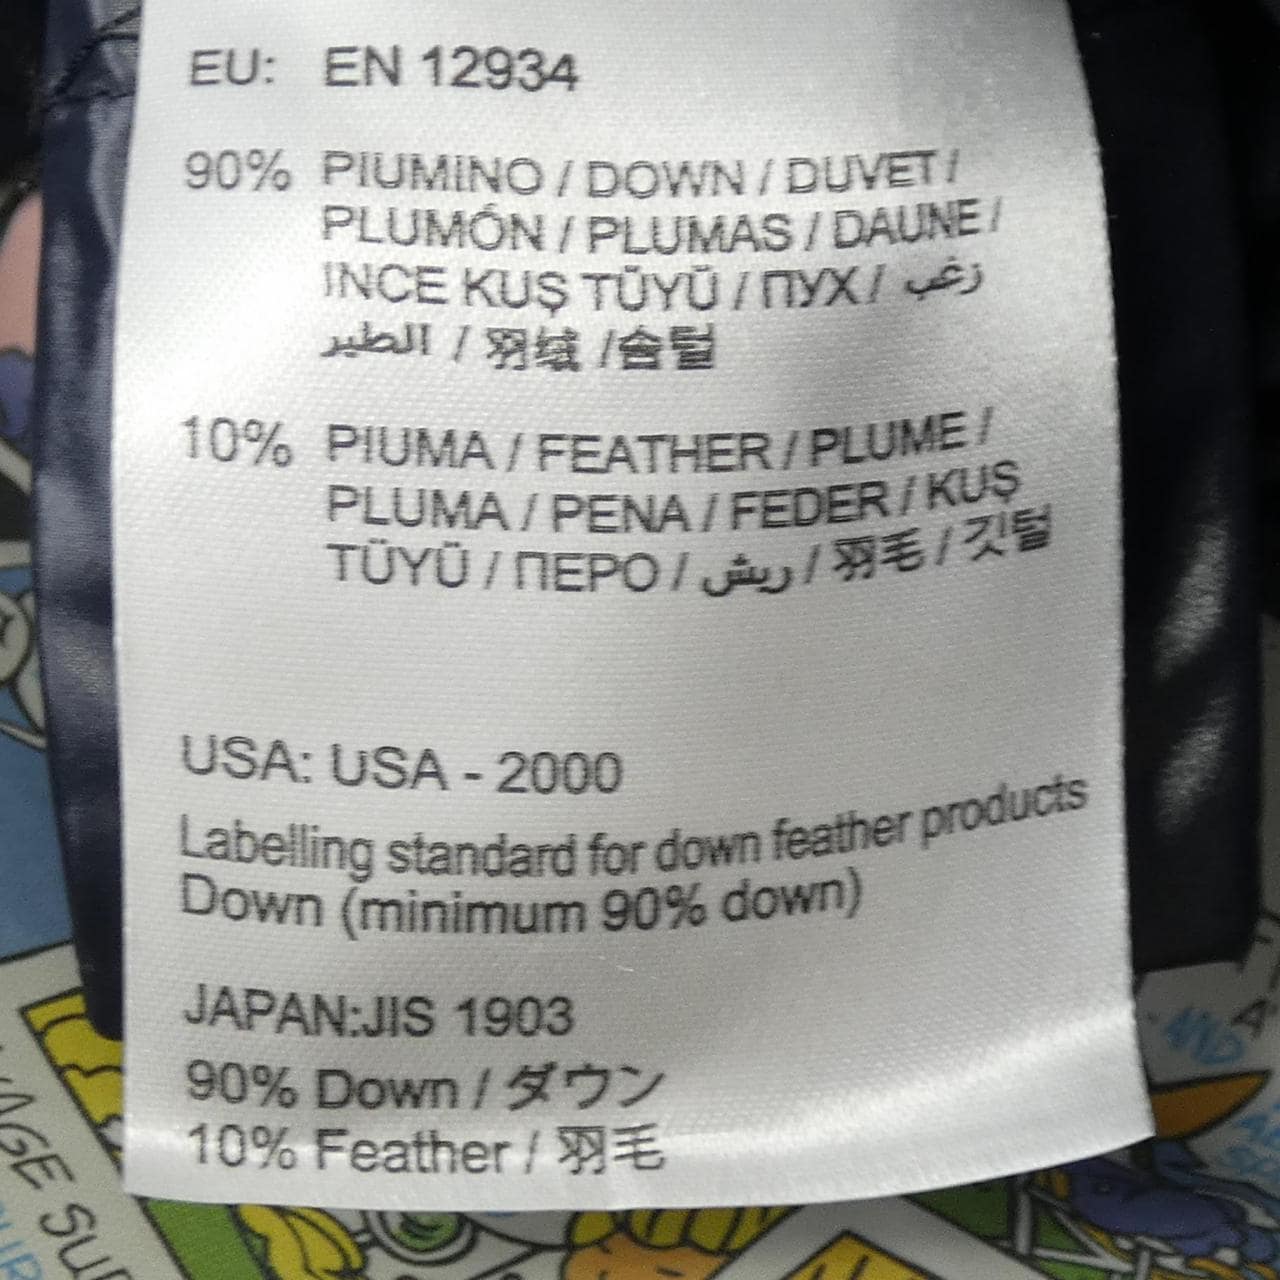 EU: EN 12934
90% PIUMINO / DOWN / DUVET /
PLUMÓN / PLUMAS / DAUNE /
INCE KUŞ TÜYÜ / ПУХ / زغب
الطير / 羽绒 /솜털
10% PIUMA / FEATHER / PLUME /
PLUMA / PENA / FEDER / KUŞ
TÜYÜ / ПЕРО / ريش / 羽毛 / 깃털
USA: USA - 2000
Labelling standard for down feather products
Down (minimum 90% down)
JAPAN:JIS 1903
90% Down / ダウン
10% Feather / 羽毛
AND